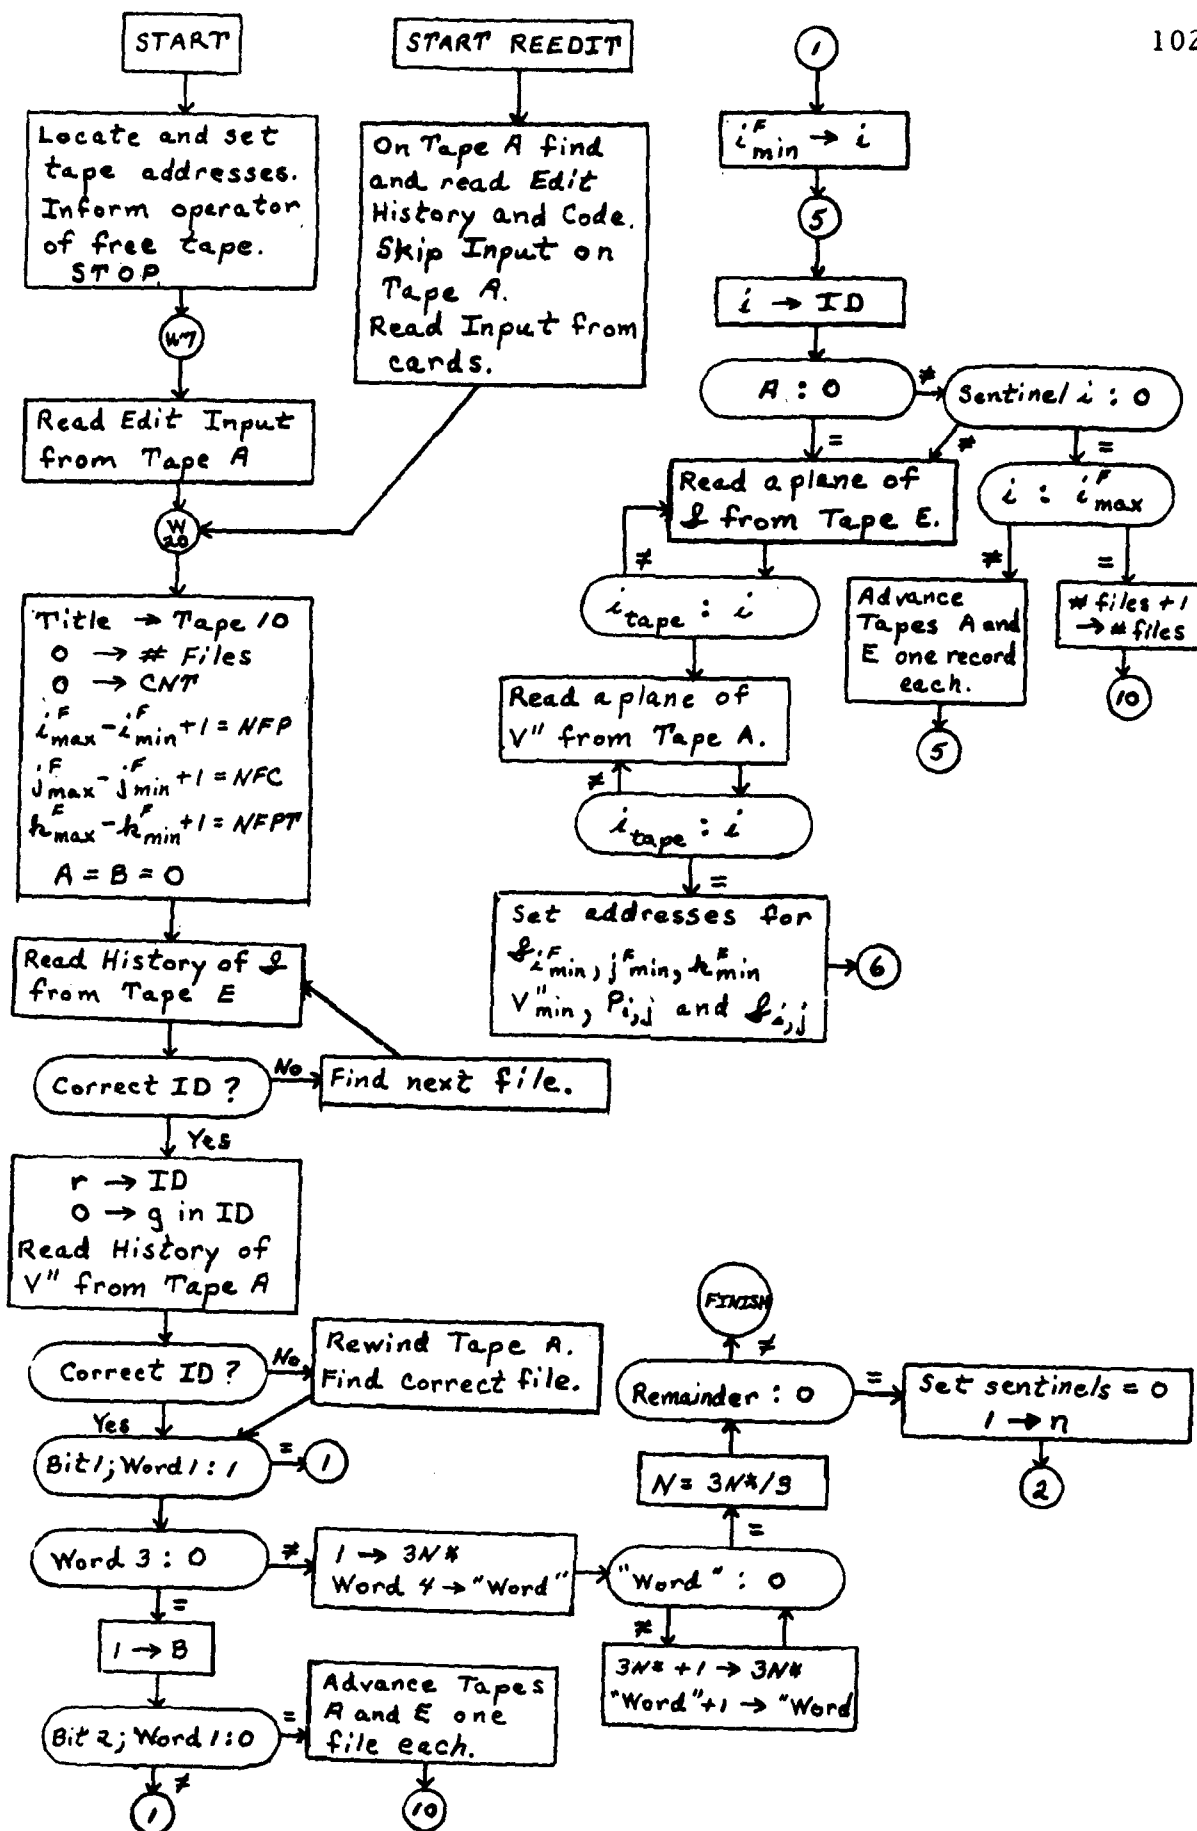 102
START
Locate and set
tape addresses.
Inform operator
of free tape.
STOP.
W7
Read Edit Input
from Tape A
W
20
Title → Tape 10
0 → # Files
0 → CNT
i^F_max - i^F_min + 1 = NFP
j^F_max - j^F_min + 1 = NFC
k^F_max - k^F_min + 1 = NFPT
A = B = 0
Read History of 𝓁
from Tape E
Correct ID?
No
Find next file.
Yes
r → ID
0 → g in ID
Read History of
V" from Tape A
Correct ID?
No
Rewind Tape A.
Find correct file.
Yes
Bit 1; Word 1 : 1
=
1
Word 3 : 0
≠
1 → 3N*
Word 4 → "Word"
=
1 → B
Bit 2; Word 1 : 0
=
Advance Tapes
A and E one
file each.
10
≠
1
"Word" : 0
≠
3N* + 1 → 3N*
"Word" + 1 → "Word
=
N = 3N*/3
Remainder : 0
≠
FINISH
=
Set sentinels = 0
1 → n
2
START REEDIT
On Tape A find
and read Edit
History and Code.
Skip Input on
Tape A.
Read Input from
cards.
1
i^F_min → i
5
i → ID
A : 0
≠
Sentinel i : 0
=
≠
=
Read a plane of
𝓁 from Tape E.
i : i^F_max
≠
=
Advance
Tapes A and
E one record
each.
5
# files + 1
→ # files
10
≠
i_tape : i
Read a plane of
V" from Tape A.
≠
i_tape : i
=
Set addresses for
𝓁_i^F_min, j^F_min, k^F_min
V"_min, P_i,j and 𝓁_i,j
6